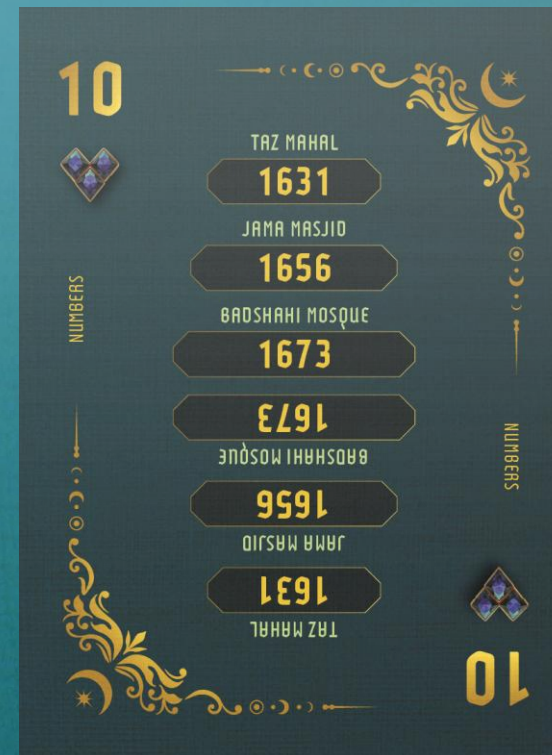 10
TAZ MAHAL
1631
JAMA MASJID
1656
BADSHAHI MOSQUE
1673
NUMBERS
1673
BADSHAHI MOSQUE
1656
JAMA MASJID
1631
TAZ MAHAL
NUMBERS
10